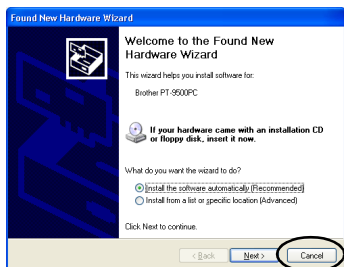 Found New Hardware Wizard
Welcome to the Found New
Hardware Wizard
This wizard helps you install software for:
Brother PT-9500PC
If your hardware came with an installation CD
or floppy disk, insert it now.
What do you want the wizard to do?
Install the software automatically (Recommended)
Install from a list or specific location (Advanced)
Click Next to continue.
< Back Next > Cancel